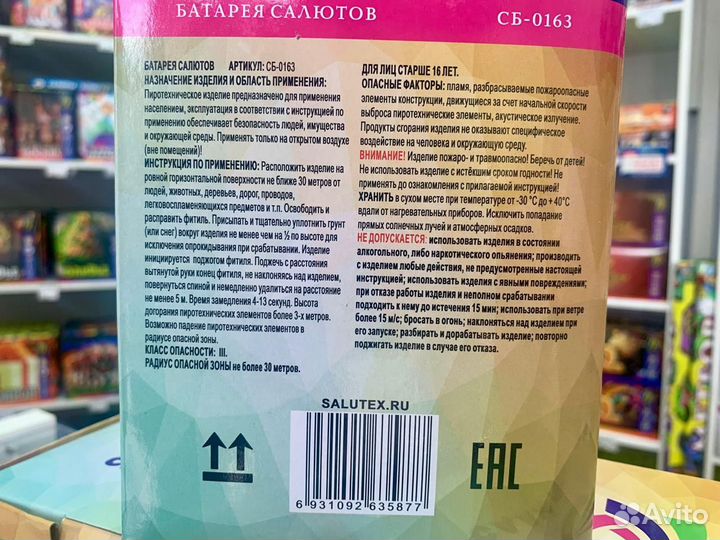 БАТАРЕЯ САЛЮТОВ
СБ-0163
БАТАРЕЯ САЛЮТОВ АРТИКУЛ: СБ-0163
НАЗНАЧЕНИЕ ИЗДЕЛИЯ И ОБЛАСТЬ ПРИМЕНЕНИЯ:
Пиротехническое изделие предназначено для применения
населением, эксплуатация в соответствии с инструкцией по
применению обеспечивает безопасность людей, имущества
и окружающей среды. Применять только на открытом воздухе
(вне помещений)!
ИНСТРУКЦИЯ ПО ПРИМЕНЕНИЮ: Расположить изделие на
ровной горизонтальной поверхности не ближе 30 метров от
людей, животных, деревьев, дорог, проводов,
легковоспламеняющихся предметов и т.п. Освободить и
расправить фитиль. Присыпать и тщательно уплотнить грунт
(или снег) вокруг изделия не менее чем на ½ по высоте для
исключения опрокидывания при срабатывании. Изделие
инициируется поджогом фитиля. Поджечь с расстояния
вытянутой руки конец фитиля, не наклоняясь над изделием,
повернуться спиной и немедленно удалиться на расстояние
не менее 5 м. Время замедления 4-13 секунд. Высота
догорания пиротехнических элементов более 3-х метров.
Возможно падение пиротехнических элементов в
радиусе опасной зоны.
КЛАСС ОПАСНОСТИ: III.
РАДИУС ОПАСНОЙ ЗОНЫ не более 30 метров.
ДЛЯ ЛИЦ СТАРШЕ 16 ЛЕТ.
ОПАСНЫЕ ФАКТОРЫ: пламя, разбрасываемые пожароопасные
элементы конструкции, движущиеся за счет начальной скорости
выброса пиротехнические элементы, акустическое излучение.
Продукты сгорания изделия не оказывают специфическое
воздействие на человека и окружающую среду.
ВНИМАНИЕ! Изделие пожаро- и травмоопасно! Беречь от детей!
Не использовать изделие с истёкшим сроком годности! Не
применять до ознакомления с прилагаемой инструкцией!
ХРАНИТЬ в сухом месте при температуре от -30 °C до + 40°C
вдали от нагревательных приборов. Исключить попадание
прямых солнечных лучей и атмосферных осадков.
НЕ ДОПУСКАЕТСЯ: использовать изделия в состоянии
алкогольного, либо наркотического опьянения; производить
с изделием любые действия, не предусмотренные настоящей
инструкцией; использовать изделия с явными повреждениями;
при отказе работы изделия и неполном срабатывании
подходить к нему до истечения 15 мин; использовать при ветре
более 15 м/с; бросать в огонь; наклоняться над изделием при
его запуске; разбирать и дорабатывать изделие; повторно
поджигать изделие в случае его отказа.
SALUTEX.RU
6 931092 635877
EAC
Avito